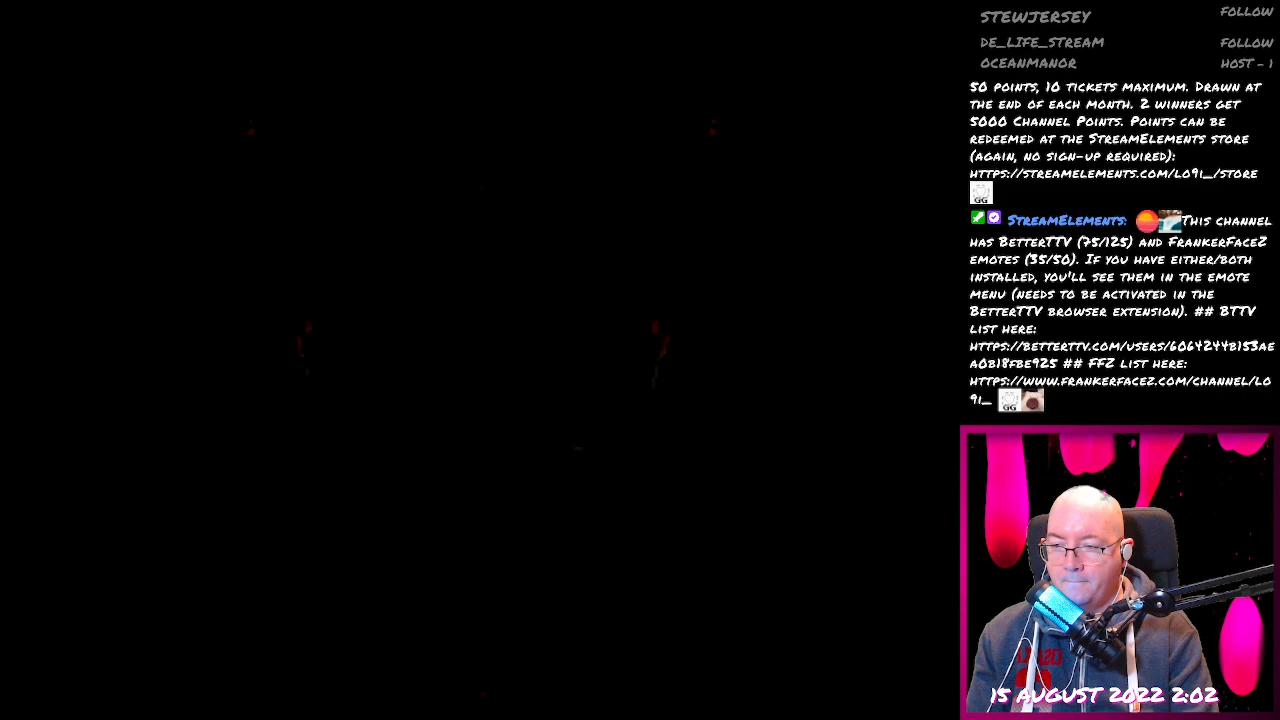 STEWJERSEY FOLLOW
DE_LIFE_STREAM FOLLOW
OCEANMANOR HOST - 1
50 POINTS, 10 TICKETS MAXIMUM. DRAWN AT
THE END OF EACH MONTH. 2 WINNERS GET
5000 CHANNEL POINTS. POINTS CAN BE
REDEEMED AT THE STREAMELEMENTS STORE
(AGAIN, NO SIGN-UP REQUIRED):
HTTPS://STREAMELEMENTS.COM/LO91_/STORE
GG
STREAMELEMENTS: THIS CHANNEL
HAS BETTERTTV (75/125) AND FRANKERFACEZ
EMOTES (35/50). IF YOU HAVE EITHER/BOTH
INSTALLED, YOU'LL SEE THEM IN THE EMOTE
MENU (NEEDS TO BE ACTIVATED IN THE
BETTERTTV BROWSER EXTENSION). ## BTTV
LIST HERE:
HTTPS://BETTERTTV.COM/USERS/6064244B153AE
A0B18FBE925 ## FFZ LIST HERE:
HTTPS://WWW.FRANKERFACEZ.COM/CHANNEL/LO
91_ GG
15 AUGUST 2022 2:02